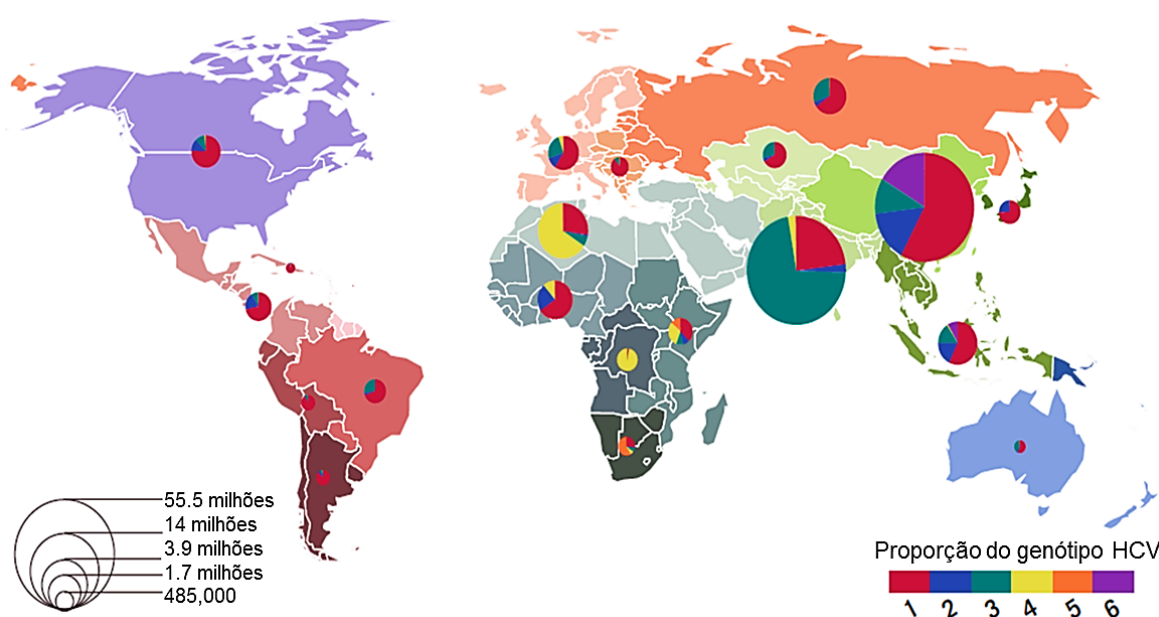 55.5 milhões
14 milhões
3.9 milhões
1.7 milhões
485,000
Proporção do genótipo HCV
1 2 3 4 5 6